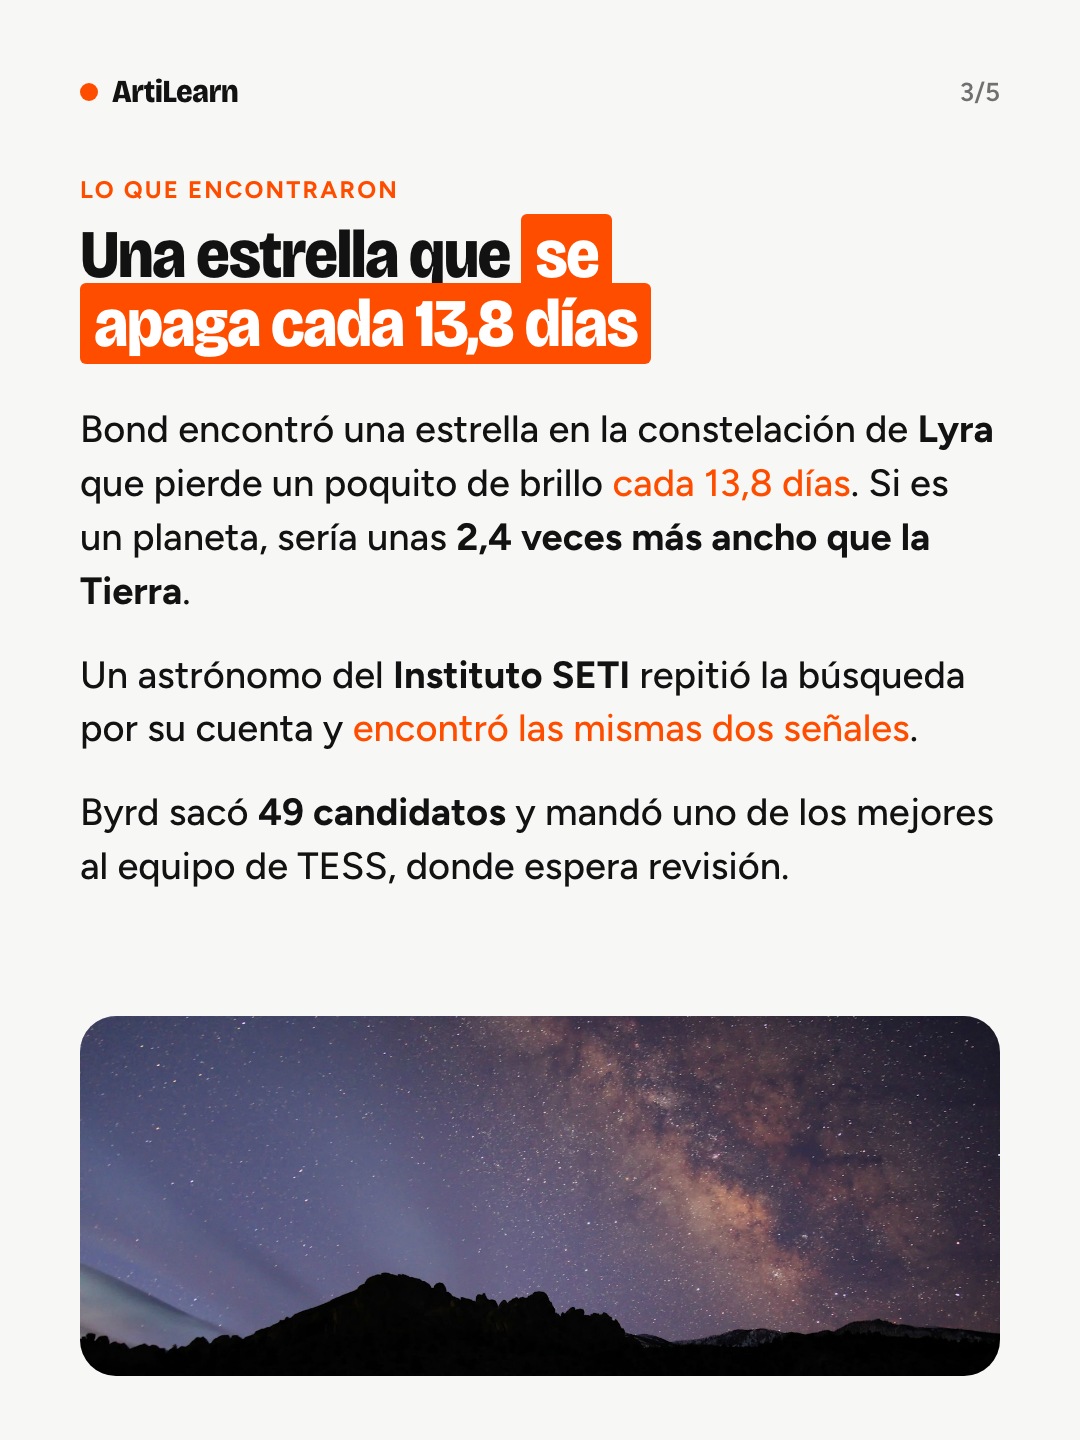 ArtiLearn
3/5
LO QUE ENCONTRARON
Una estrella que se
apaga cada 13,8 días
Bond encontró una estrella en la constelación de Lyra
que pierde un poquito de brillo cada 13,8 días. Si es
un planeta, sería unas 2,4 veces más ancho que la
Tierra.
Un astrónomo del Instituto SETI repitió la búsqueda
por su cuenta y encontró las mismas dos señales.
Byrd sacó 49 candidatos y mandó uno de los mejores
al equipo de TESS, donde espera revisión.